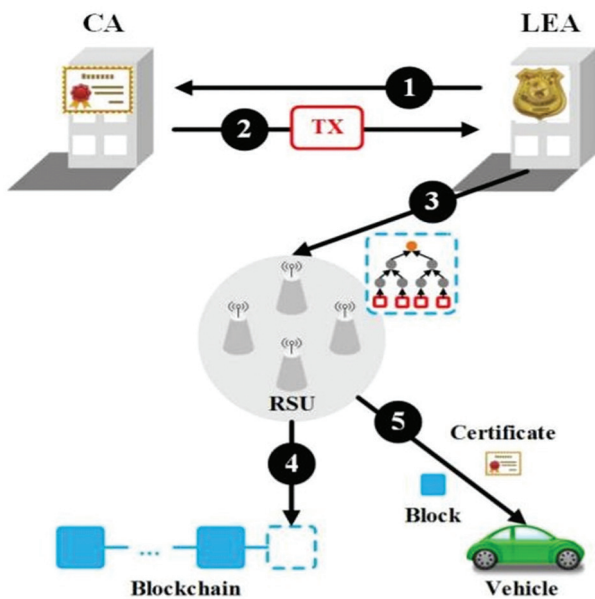 CA
LEA
1
2
TX
3
RSU
5
Certificate
4
Block
...
Blockchain
Vehicle